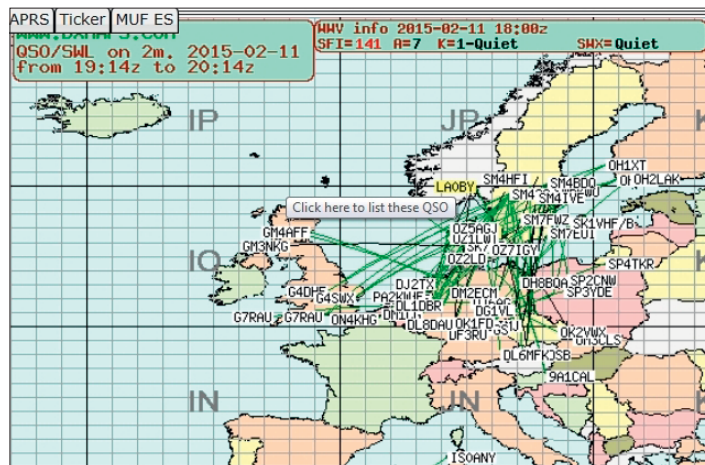 APRS Ticker MUF ES
WWW.DXMAPS.COM
QSO/SWL on 2m. 2015-02-11
from 19:14z to 20:14z
WWV info 2015-02-11 18:00z
SFI=141 A=7 K=1-Quiet SWX=Quiet
IP
JP
OH1XT
SM4HFI
SM4BDQ
OH2LAK
LA0BY
SM4IVE
Click here to list these QSO
SM7FWZ
SK1VHF/B
GM4AFF
OZ5AGJ
SM7EUI
OZ1LWI
GM3NKG
OZ7IGY
IO
OZ2LD
SP4TKR
DJ2TX
DH8BQA
SP2CNW
G4DHF
G4SWX
DM2ECM
SP3YDE
DL1DBR
DG1VL
G7RAU
G7RAU
ON4KHG
DL8DAU
OK1FD
OK2VWX
DF3RU
DL6MFK
9A1CAL
IN
JN
IS0ANY